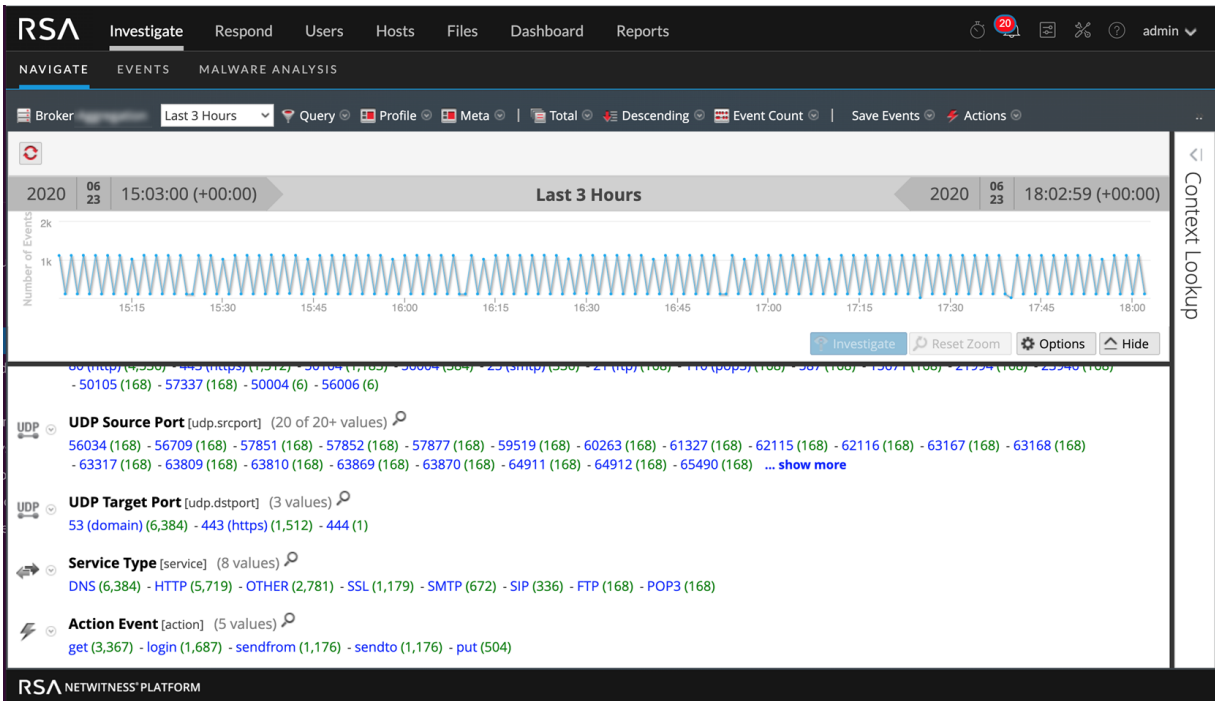 RSA Investigate Respond Users Hosts Files Dashboard Reports 20 admin
NAVIGATE EVENTS MALWARE ANALYSIS
Broker Last 3 Hours Query Profile Meta | Total Descending Event Count | Save Events Actions
2020 06 23 15:03:00 (+00:00) Last 3 Hours 2020 06 23 18:02:59 (+00:00)
Context Lookup
Number of Events
2k
1k
15:15 15:30 15:45 16:00 16:15 16:30 16:45 17:00 17:15 17:30 17:45 18:00
Investigate Reset Zoom Options Hide
- 50105 (168) - 57337 (168) - 50004 (6) - 56006 (6)
UDP UDP Source Port [udp.srcport] (20 of 20+ values)
56034 (168) - 56709 (168) - 57851 (168) - 57852 (168) - 57877 (168) - 59519 (168) - 60263 (168) - 61327 (168) - 62115 (168) - 62116 (168) - 63167 (168) - 63168 (168)
- 63317 (168) - 63809 (168) - 63810 (168) - 63869 (168) - 63870 (168) - 64911 (168) - 64912 (168) - 65490 (168) ... show more
UDP UDP Target Port [udp.dstport] (3 values)
53 (domain) (6,384) - 443 (https) (1,512) - 444 (1)
Service Type [service] (8 values)
DNS (6,384) - HTTP (5,719) - OTHER (2,781) - SSL (1,179) - SMTP (672) - SIP (336) - FTP (168) - POP3 (168)
Action Event [action] (5 values)
get (3,367) - login (1,687) - sendfrom (1,176) - sendto (1,176) - put (504)
RSA NETWITNESS® PLATFORM